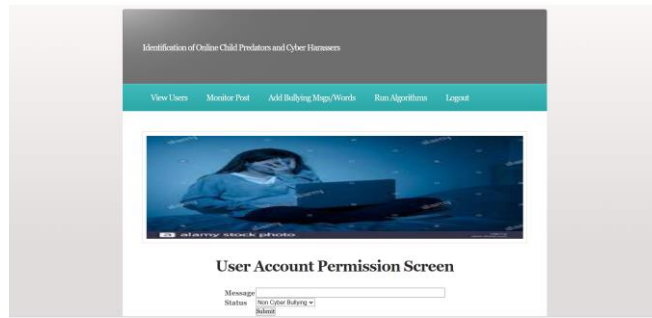 Identification of Online Child Predators and Cyber Harassers
View Users Monitor Post Add Bullying Msgs/Words Run Algorithms Logout
alamy stock photo
User Account Permission Screen
Message
Status Non Cyber Bullying
Submit